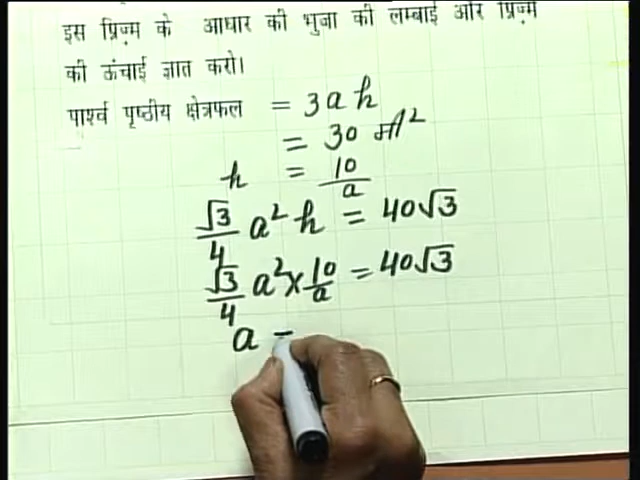 इस प्रिज़्म के आधार की भुजा की लम्बाई और प्रिज़्म
की ऊंचाई ज्ञात करो।
पार्श्व पृष्ठीय क्षेत्रफल = 3ah
= 30 मी²
h = 10/a
√3/4 a² h = 40√3
√3/4 a² × 10/a = 40√3
a =